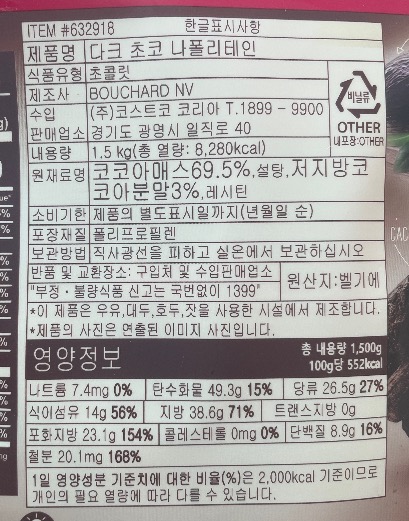 ITEM #632918 한글표시사항
제품명 다크 초코 나폴리테인
식품유형 초콜릿
제조사 BOUCHARD NV
수입 (주)코스트코 코리아 T.1899 - 9900
판매업소 경기도 광명시 일직로 40
비닐류
OTHER
내포장:OTHER
내용량 1.5 kg(총 열량: 8,280kcal)
원재료명 코코아매스69.5%,설탕,저지방코
코아분말3%,레시틴
소비기한 제품의 별도표시일까지(년월일 순)
포장재질 폴리프로필렌
보관방법 직사광선을 피하고 실온에서 보관하십시오
반품 및 교환장소: 구입처 및 수입판매업소
"부정·불량식품 신고는 국번없이 1399"
원산지:벨기에
*이 제품은 우유,대두,호두,잣을 사용한 시설에서 제조합니다.
*제품의 사진은 연출된 이미지 사진입니다.
영양정보
총 내용량 1,500g
100g당 552kcal
나트륨 7.4mg 0% 탄수화물 49.3g 15% 당류 26.5g 27%
식이섬유 14g 56% 지방 38.6g 71% 트랜스지방 0g
포화지방 23.1g 154% 콜레스테롤 0mg 0% 단백질 8.9g 16%
철분 20.1mg 168%
1일 영양성분 기준치에 대한 비율(%)은 2,000kcal 기준이므로
개인의 필요 열량에 따라 다를 수 있습니다.